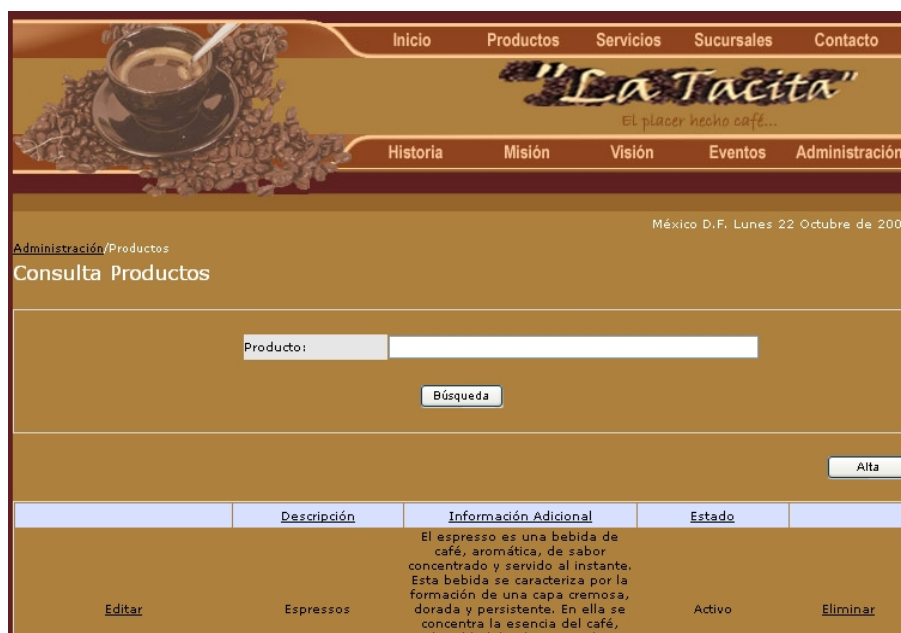 Inicio Productos Servicios Sucursales Contacto
"La Tacita"
El placer hecho café...
Historia Misión Visión Eventos Administración
México D.F. Lunes 22 Octubre de 200
Administración/Productos
Consulta Productos
Producto:
Búsqueda
Alta
Descripción Información Adicional Estado
El espresso es una bebida de
café, aromática, de sabor
concentrado y servido al instante.
Esta bebida se caracteriza por la
formación de una capa cremosa,
Editar Espressos dorada y persistente. En ella se Activo Eliminar
concentra la esencia del café,